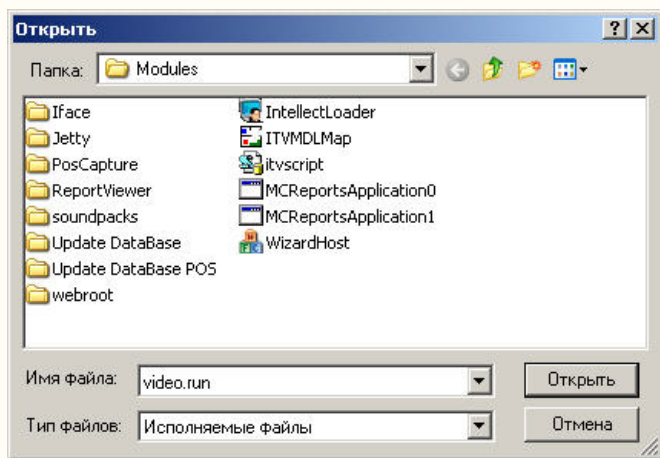 Открыть
Папка: Modules
Iface
Jetty
PosCapture
ReportViewer
soundpacks
Update DataBase
Update DataBase POS
webroot
IntellectLoader
ITVMDLMap
itvscript
MCReportsApplication0
MCReportsApplication1
WizardHost
Имя файла: video.run Открыть
Тип файлов: Исполняемые файлы Отмена